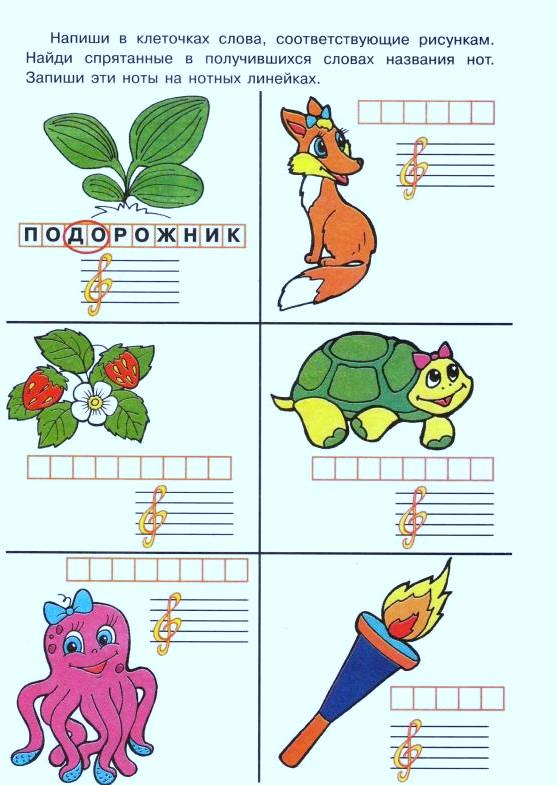 Напиши в клеточках слова, соответствующие рисункам.
Найди спрятанные в получившихся словах названия нот.
Запиши эти ноты на нотных линейках.
ПОДОРОЖНИК